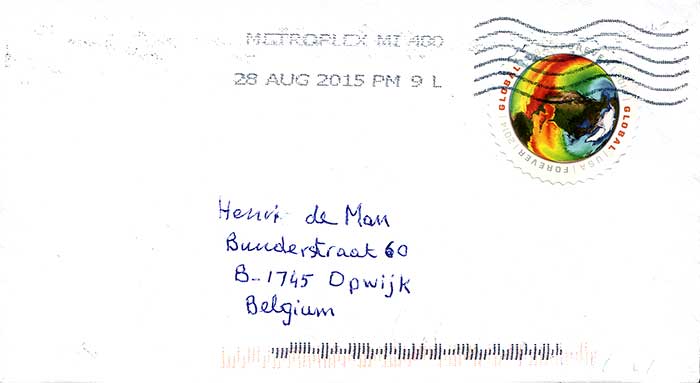 METROPLEX MI 480
28 AUG 2015 PM 9 L
GLOBAL | USA | FOREVER | 2014 | GLOBAL
Henri de Man
Bunderstraat 60
B-1745 Opwijk
Belgium